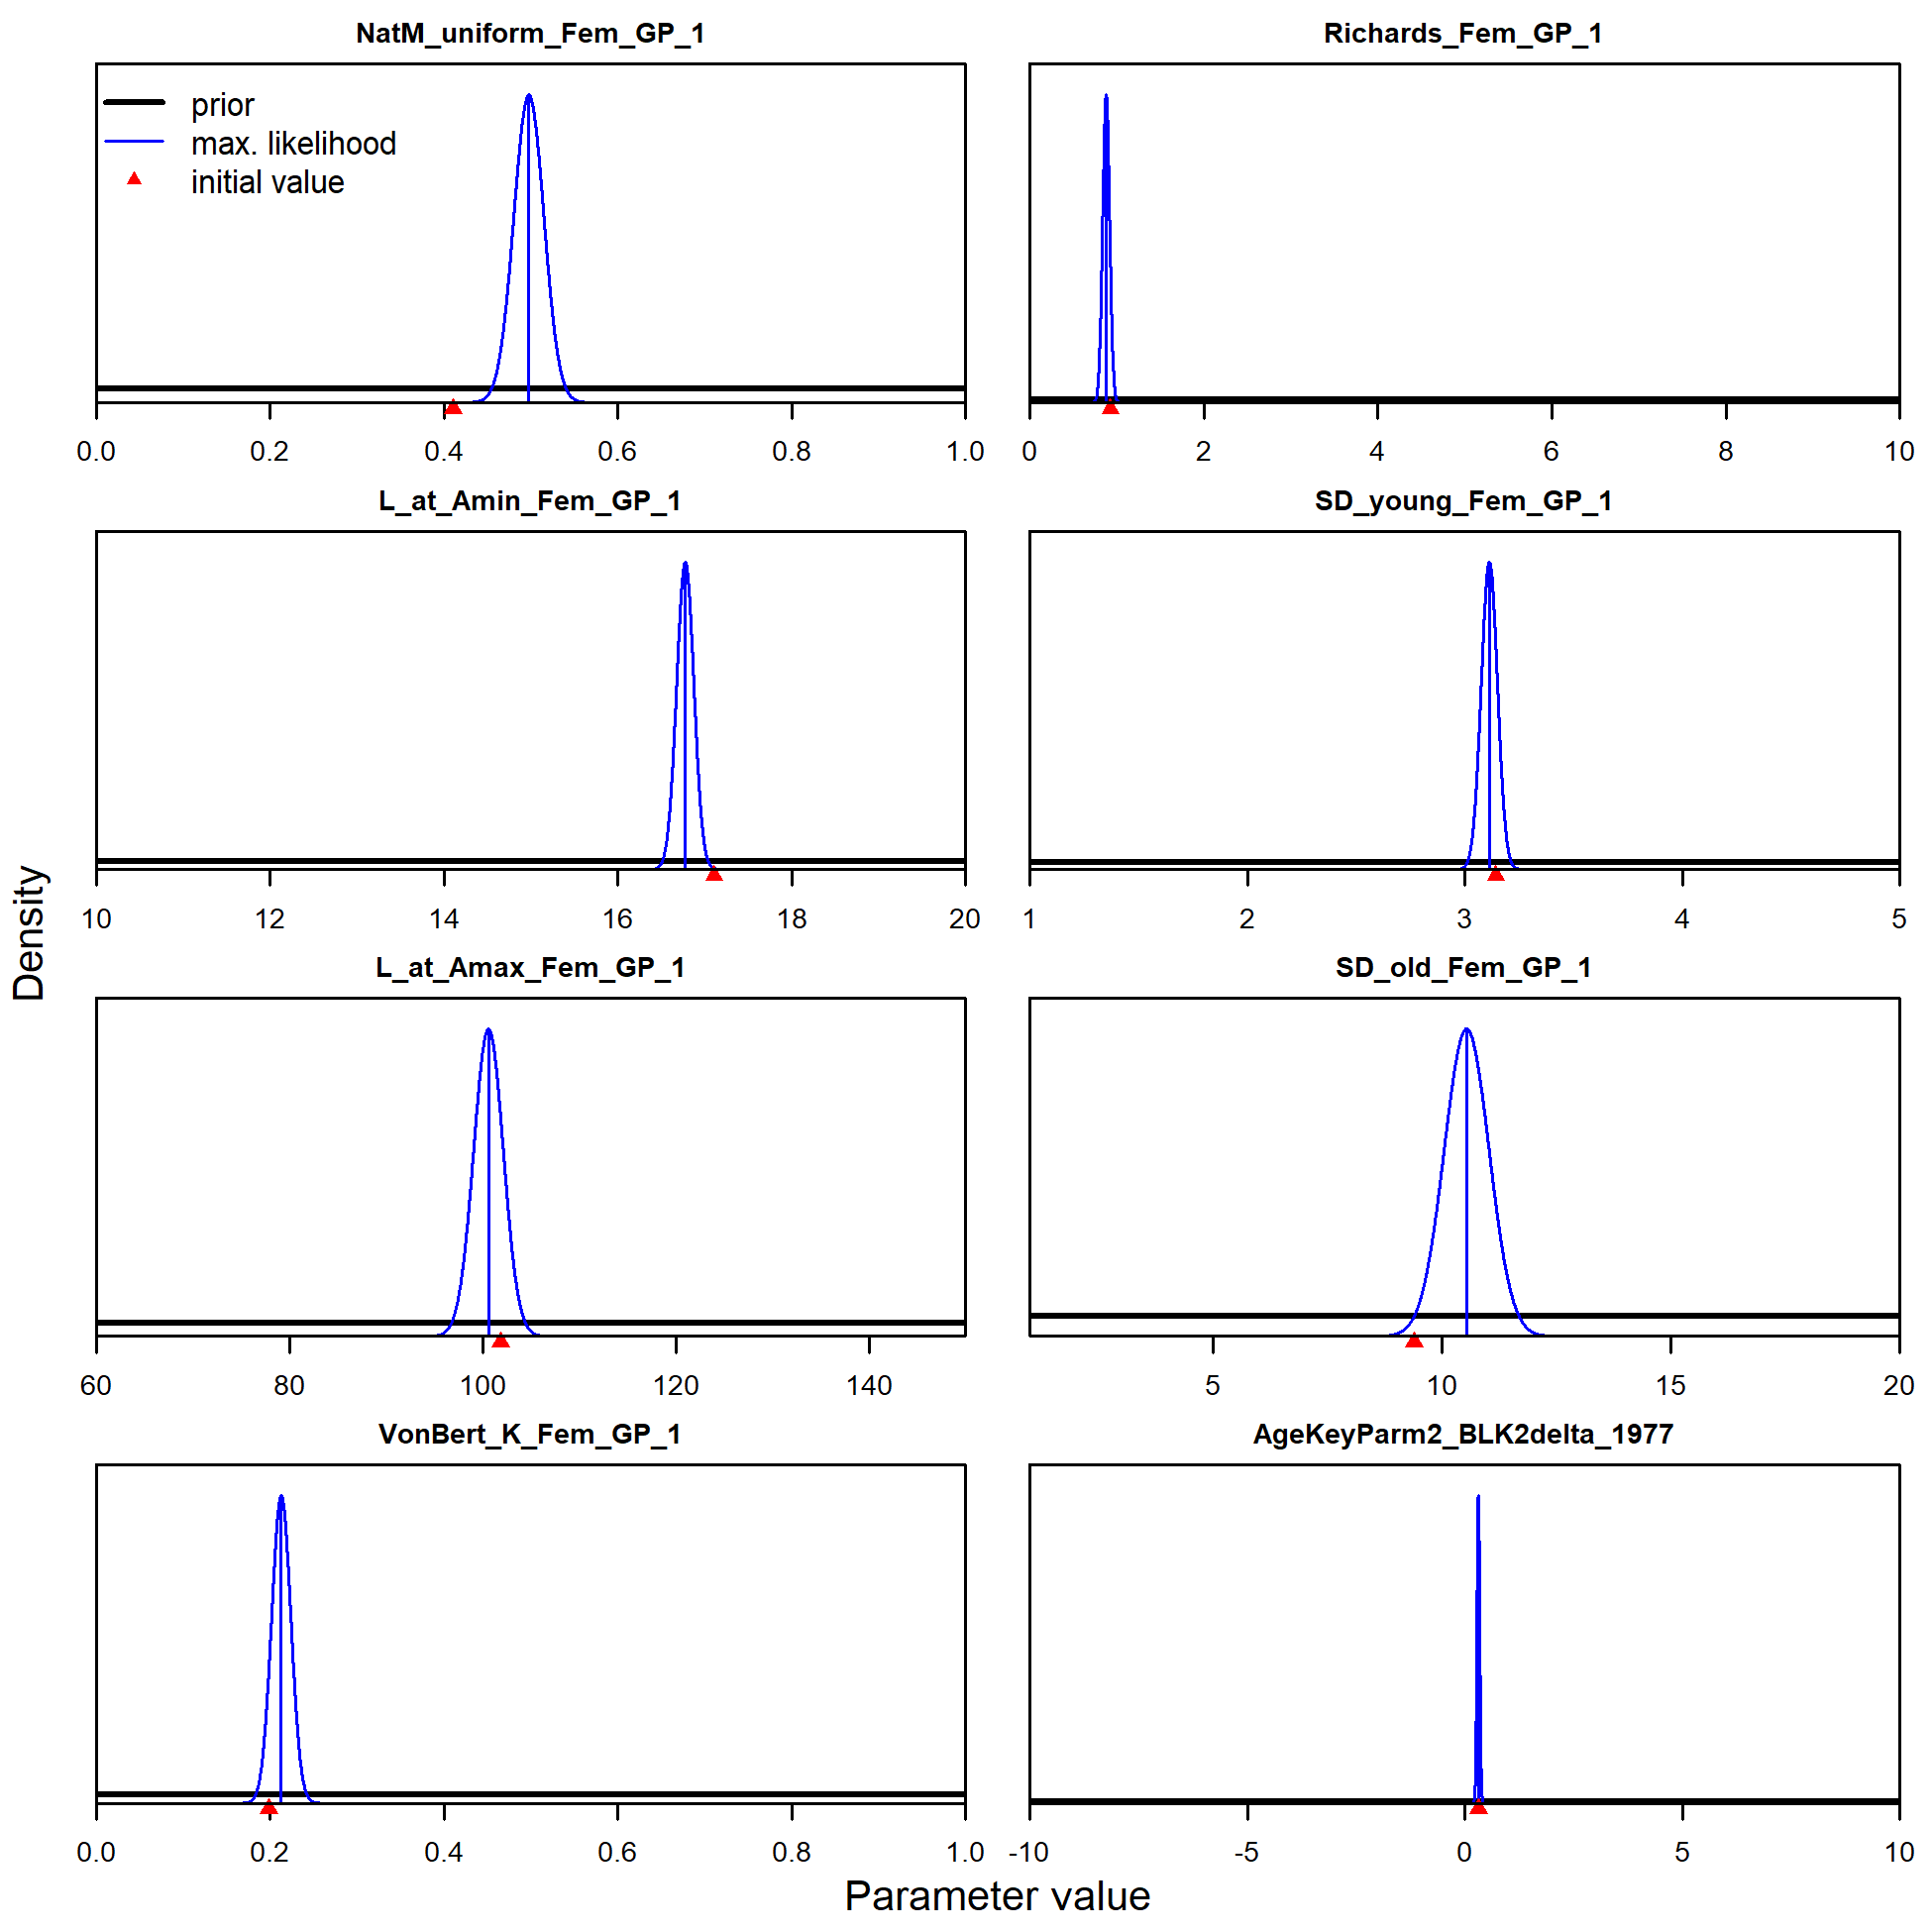 NatM_uniform_Fem_GP_1
prior
max. likelihood
initial value
0.0 0.2 0.4 0.6 0.8 1.0
Richards_Fem_GP_1
0 2 4 6 8 10
L_at_Amin_Fem_GP_1
10 12 14 16 18 20
SD_young_Fem_GP_1
1 2 3 4 5
L_at_Amax_Fem_GP_1
60 80 100 120 140
SD_old_Fem_GP_1
5 10 15 20
VonBert_K_Fem_GP_1
0.0 0.2 0.4 0.6 0.8 1.0
AgeKeyParm2_BLK2delta_1977
-10 -5 0 5 10
Density
Parameter value